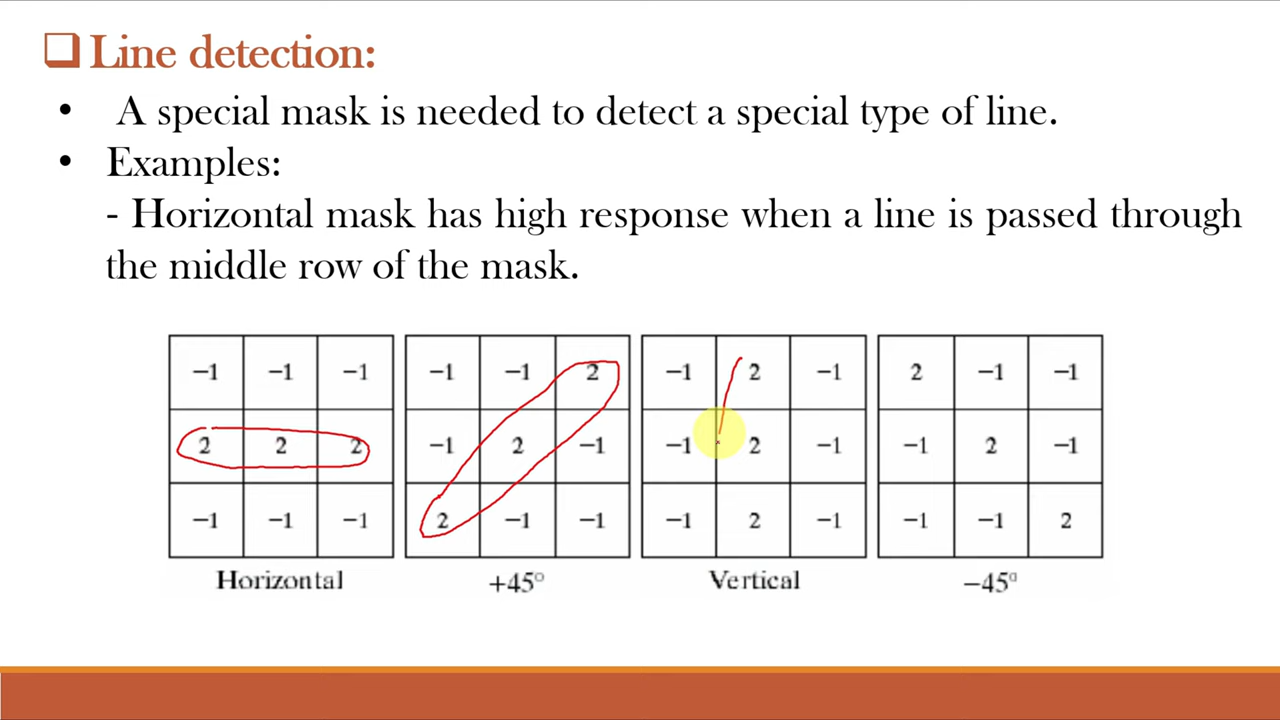 Line detection:
• A special mask is needed to detect a special type of line.
• Examples:
- Horizontal mask has high response when a line is passed through
the middle row of the mask.
−1 −1 −1 −1 −1 2 −1 2 −1 2 −1 −1
2 2 2 −1 2 −1 −1 2 −1 −1 2 −1
−1 −1 −1 2 −1 −1 −1 2 −1 −1 −1 2
Horizontal +45° Vertical −45°